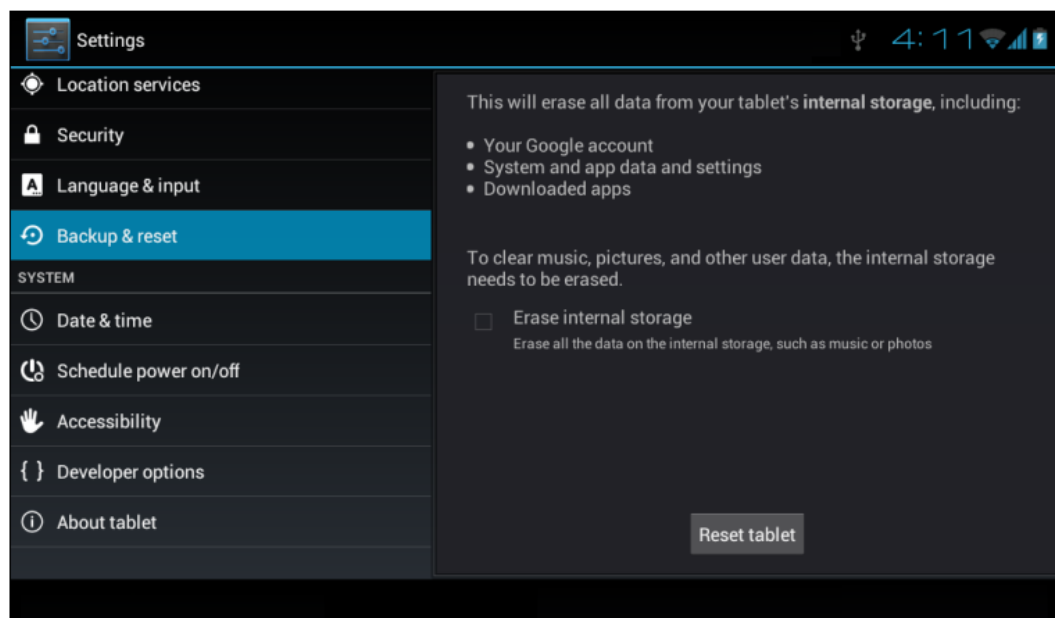 Settings
4:11
Location services
Security
Language & input
Backup & reset
SYSTEM
Date & time
Schedule power on/off
Accessibility
{ } Developer options
About tablet
This will erase all data from your tablet's internal storage, including:
• Your Google account
• System and app data and settings
• Downloaded apps
To clear music, pictures, and other user data, the internal storage
needs to be erased.
Erase internal storage
Erase all the data on the internal storage, such as music or photos
Reset tablet